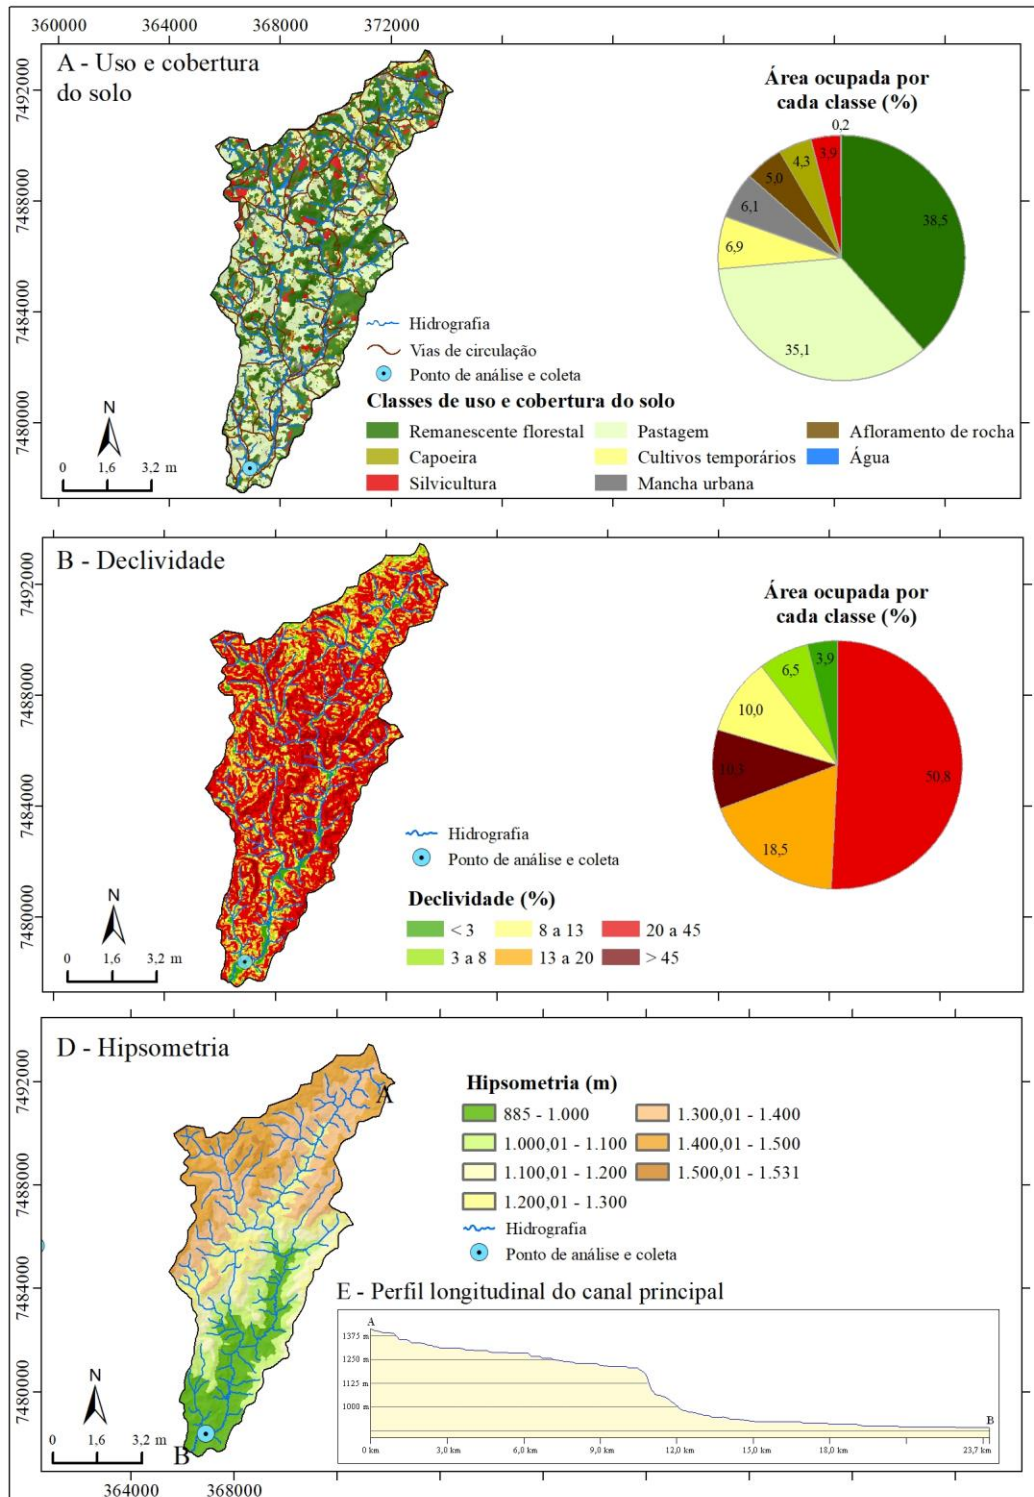 360000 364000 368000 372000
A - Uso e cobertura
do solo
Área ocupada por
cada classe (%)
0,2
3,9
4,3
5,0
6,1
6,9
35,1
38,5
7492000
7488000
7484000
7480000
Hidrografia
Vias de circulação
Ponto de análise e coleta
N
0 1,6 3,2 m
Classes de uso e cobertura do solo
Remanescente florestal Pastagem Afloramento de rocha
Capoeira Cultivos temporários Água
Silvicultura Mancha urbana
B - Declividade
Área ocupada por
cada classe (%)
3,9
6,5
10,0
10,3
18,5
50,8
7492000
7488000
7484000
7480000
Hidrografia
Ponto de análise e coleta
N
0 1,6 3,2 m
Declividade (%)
< 3 8 a 13 20 a 45
3 a 8 13 a 20 > 45
D - Hipsometria
A
B
7492000
7488000
7484000
7480000
Hipsometria (m)
885 - 1.000 1.300,01 - 1.400
1.000,01 - 1.100 1.400,01 - 1.500
1.100,01 - 1.200 1.500,01 - 1.531
1.200,01 - 1.300
Hidrografia
Ponto de análise e coleta
N
0 1,6 3,2 m
E - Perfil longitudinal do canal principal
A
1375 m
1250 m
1125 m
1000 m
B
0 km 3,0 km 6,0 km 9,0 km 12,0 km 15,0 km 18,0 km 23,7 km
364000 368000